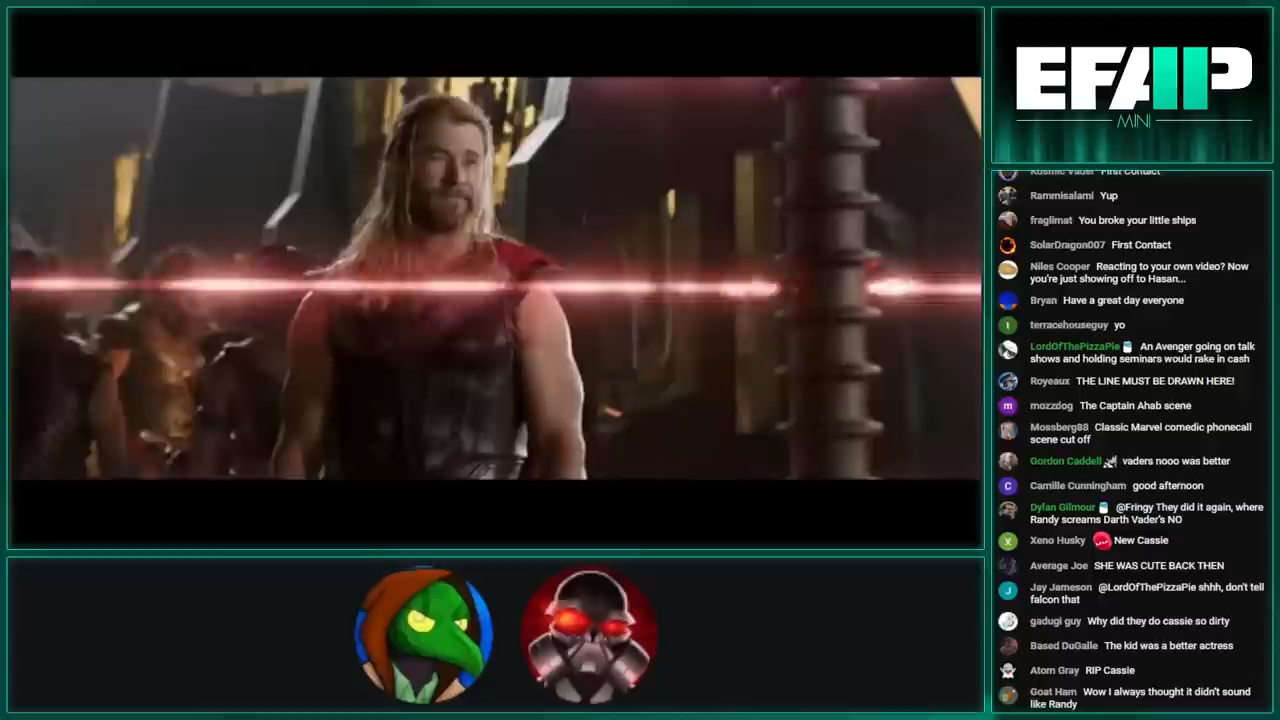 EFAP
MINI
Kosmic Vader First Contact
Rammisalami Yup
fraglimat You broke your little ships
SolarDragon007 First Contact
Niles Cooper Reacting to your own video? Now
you're just showing off to Hasan...
Bryan Have a great day everyone
terracehouseguy yo
LordOfThePizzaPie An Avenger going on talk
shows and holding seminars would rake in cash
Royeaux THE LINE MUST BE DRAWN HERE!
m
mozzdog The Captain Ahab scene
Mossberg88 Classic Marvel comedic phonecall
scene cut off
Gordon Caddell vaders nooo was better
C
Camille Cunningham good afternoon
Dylan Gilmour @Fringy They did it again, where
Randy screams Darth Vader's NO
X
Xeno Husky New Cassie
Average Joe SHE WAS CUTE BACK THEN
J
Jay Jameson @LordOfThePizzaPie shhh, don't tell
falcon that
gadugi guy Why did they do cassie so dirty
Based DuGalle The kid was a better actress
Atom Gray RIP Cassie
Goat Ham Wow I always thought it didn't sound
like Randy